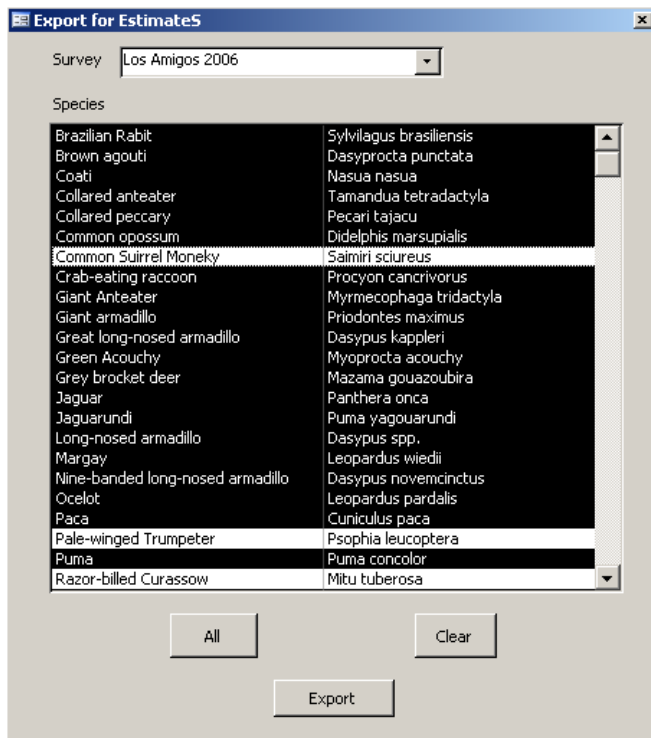 Export for EstimateS
Survey Los Amigos 2006
Species
Brazilian Rabit Sylvilagus brasiliensis
Brown agouti Dasyprocta punctata
Coati Nasua nasua
Collared anteater Tamandua tetradactyla
Collared peccary Pecari tajacu
Common opossum Didelphis marsupialis
Common Suirrel Moneky Saimiri sciureus
Crab-eating raccoon Procyon cancrivorus
Giant Anteater Myrmecophaga tridactyla
Giant armadillo Priodontes maximus
Great long-nosed armadillo Dasypus kappleri
Green Acouchy Myoprocta acouchy
Grey brocket deer Mazama gouazoubira
Jaguar Panthera onca
Jaguarundi Puma yagouarundi
Long-nosed armadillo Dasypus spp.
Margay Leopardus wiedii
Nine-banded long-nosed armadillo Dasypus novemcinctus
Ocelot Leopardus pardalis
Paca Cuniculus paca
Pale-winged Trumpeter Psophia leucoptera
Puma Puma concolor
Razor-billed Curassow Mitu tuberosa
All Clear
Export